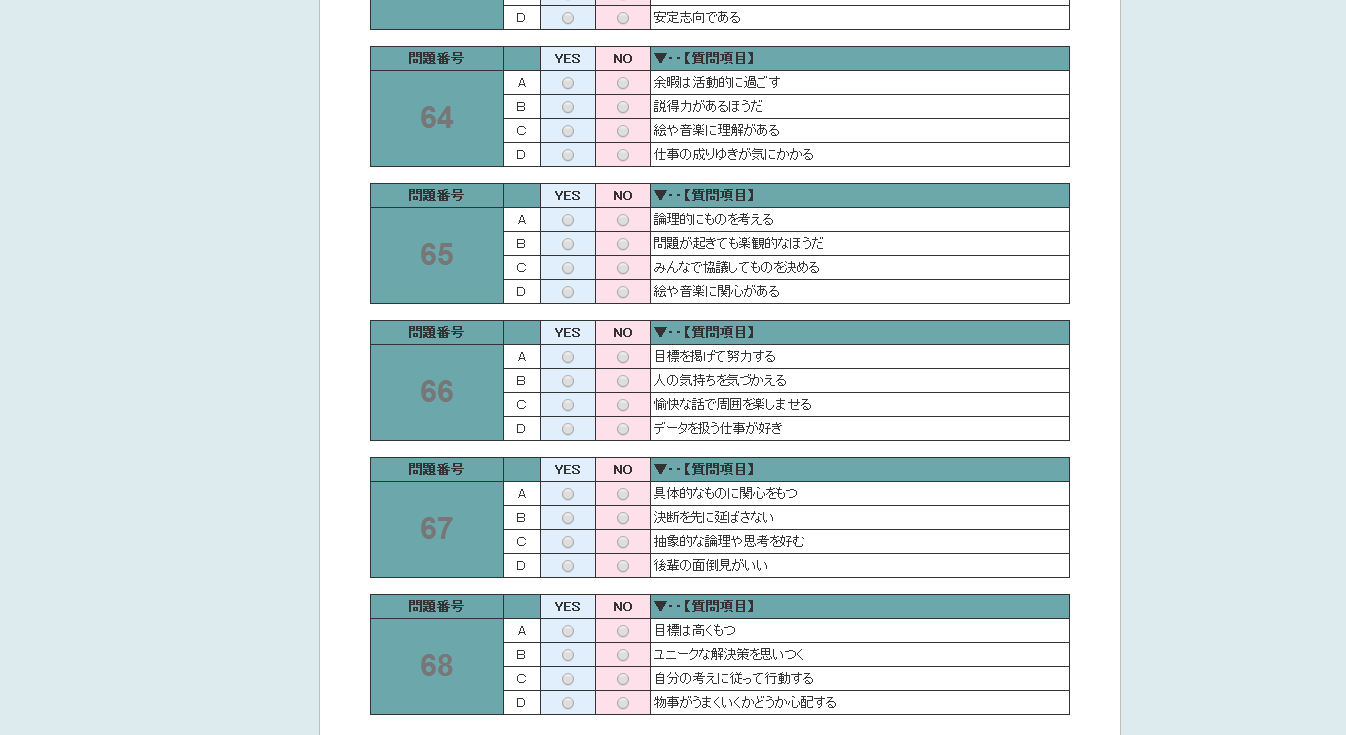 D 安定志向である
問題番号 YES NO ▼--【質問項目】
64
A 余暇は活動的に過ごす
B 説得力があるほうだ
C 絵や音楽に理解がある
D 仕事の成りゆきが気にかかる
問題番号 YES NO ▼--【質問項目】
65
A 論理的にものを考える
B 問題が起きても楽観的なほうだ
C みんなで協議してものを決める
D 絵や音楽に関心がある
問題番号 YES NO ▼--【質問項目】
66
A 目標を掲げて努力する
B 人の気持ちを気づかえる
C 愉快な話で周囲を楽しませる
D データを扱う仕事が好き
問題番号 YES NO ▼--【質問項目】
67
A 具体的なものに関心をもつ
B 決断を先に延ばさない
C 抽象的な論理や思考を好む
D 後輩の面倒見がいい
問題番号 YES NO ▼--【質問項目】
68
A 目標は高くもつ
B ユニークな解決策を思いつく
C 自分の考えに従って行動する
D 物事がうまくいくかどうか心配する